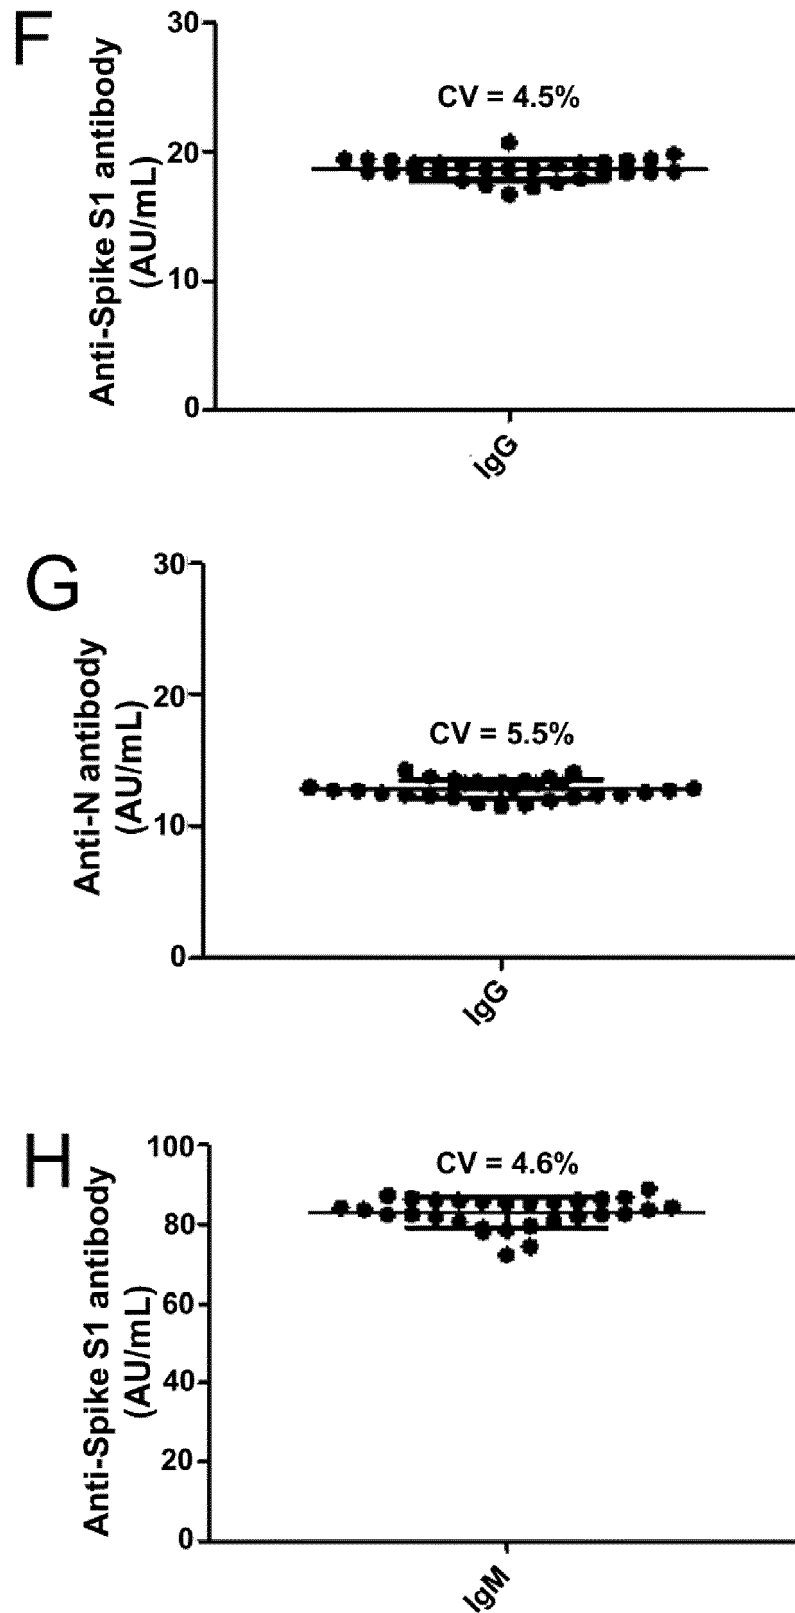 F
Anti-Spike S1 antibody
(AU/mL)
30
20
10
0
CV = 4.5%
IgG
G
Anti-N antibody
(AU/mL)
30
20
10
0
CV = 5.5%
IgG
H
Anti-Spike S1 antibody
(AU/mL)
100
80
60
40
20
0
CV = 4.6%
IgM